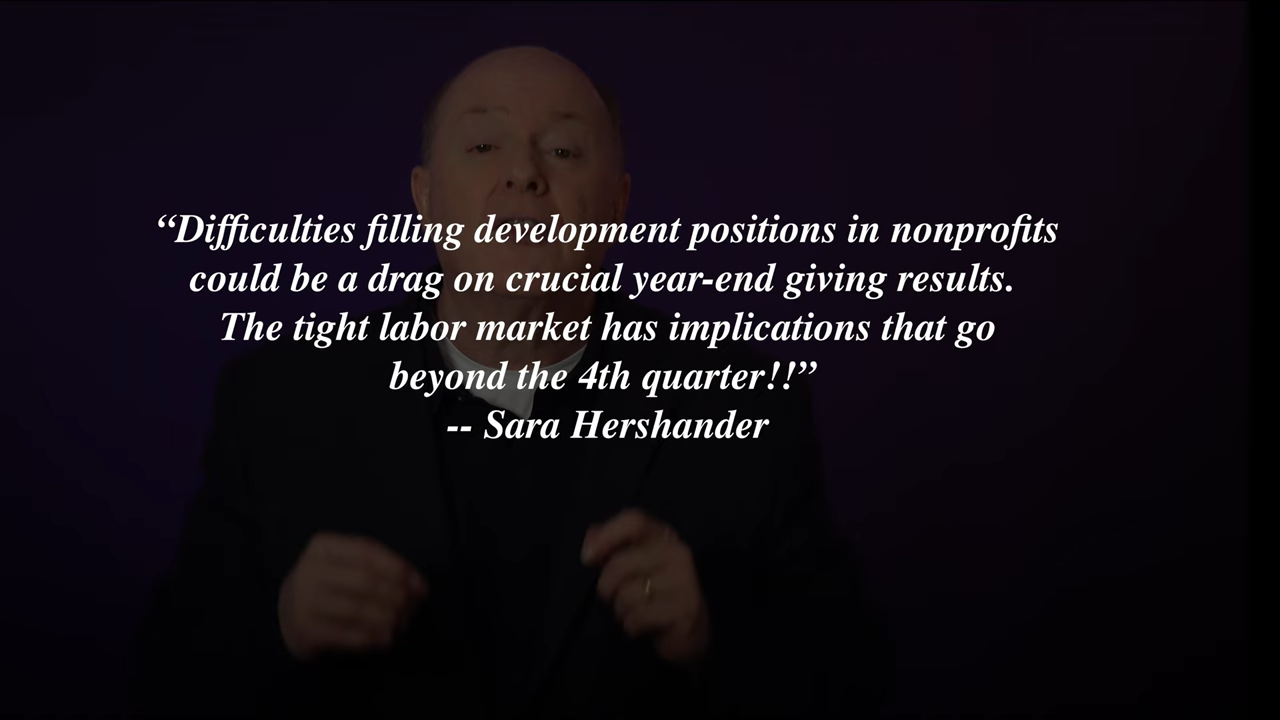 “Difficulties filling development positions in nonprofits
could be a drag on crucial year-end giving results.
The tight labor market has implications that go
beyond the 4th quarter!!”
-- Sara Hershander